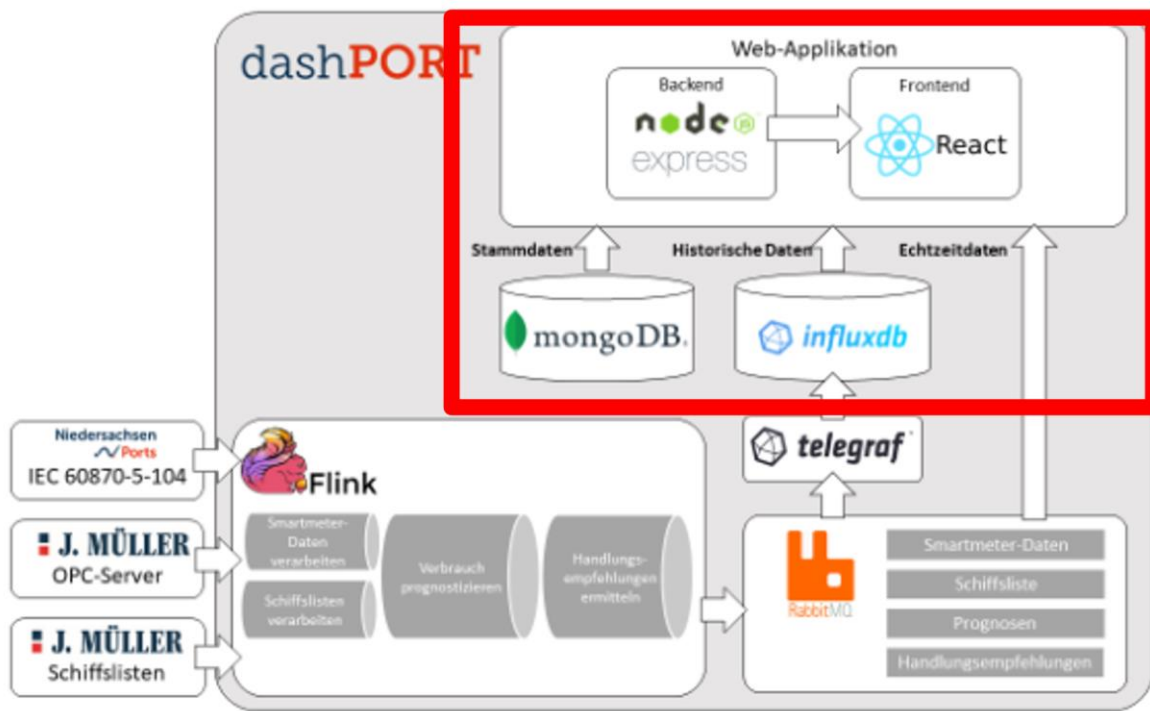 dashPORT
Web-Applikation
Backend
node JS
express
Frontend
React
Stammdaten
Historische Daten
Echtzeitdaten
mongoDB.
influxdb
telegraf
Niedersachsen
Ports
IEC 60870-5-104
J. MÜLLER
OPC-Server
J. MÜLLER
Schiffslisten
Flink
Smartmeter-
Daten
verarbeiten
Schiffslisten
verarbeiten
Verbrauch
prognostizieren
Handlungs-
empfehlungen
ermitteln
RabbitMQ
Smartmeter-Daten
Schiffsliste
Prognosen
Handlungsempfehlungen